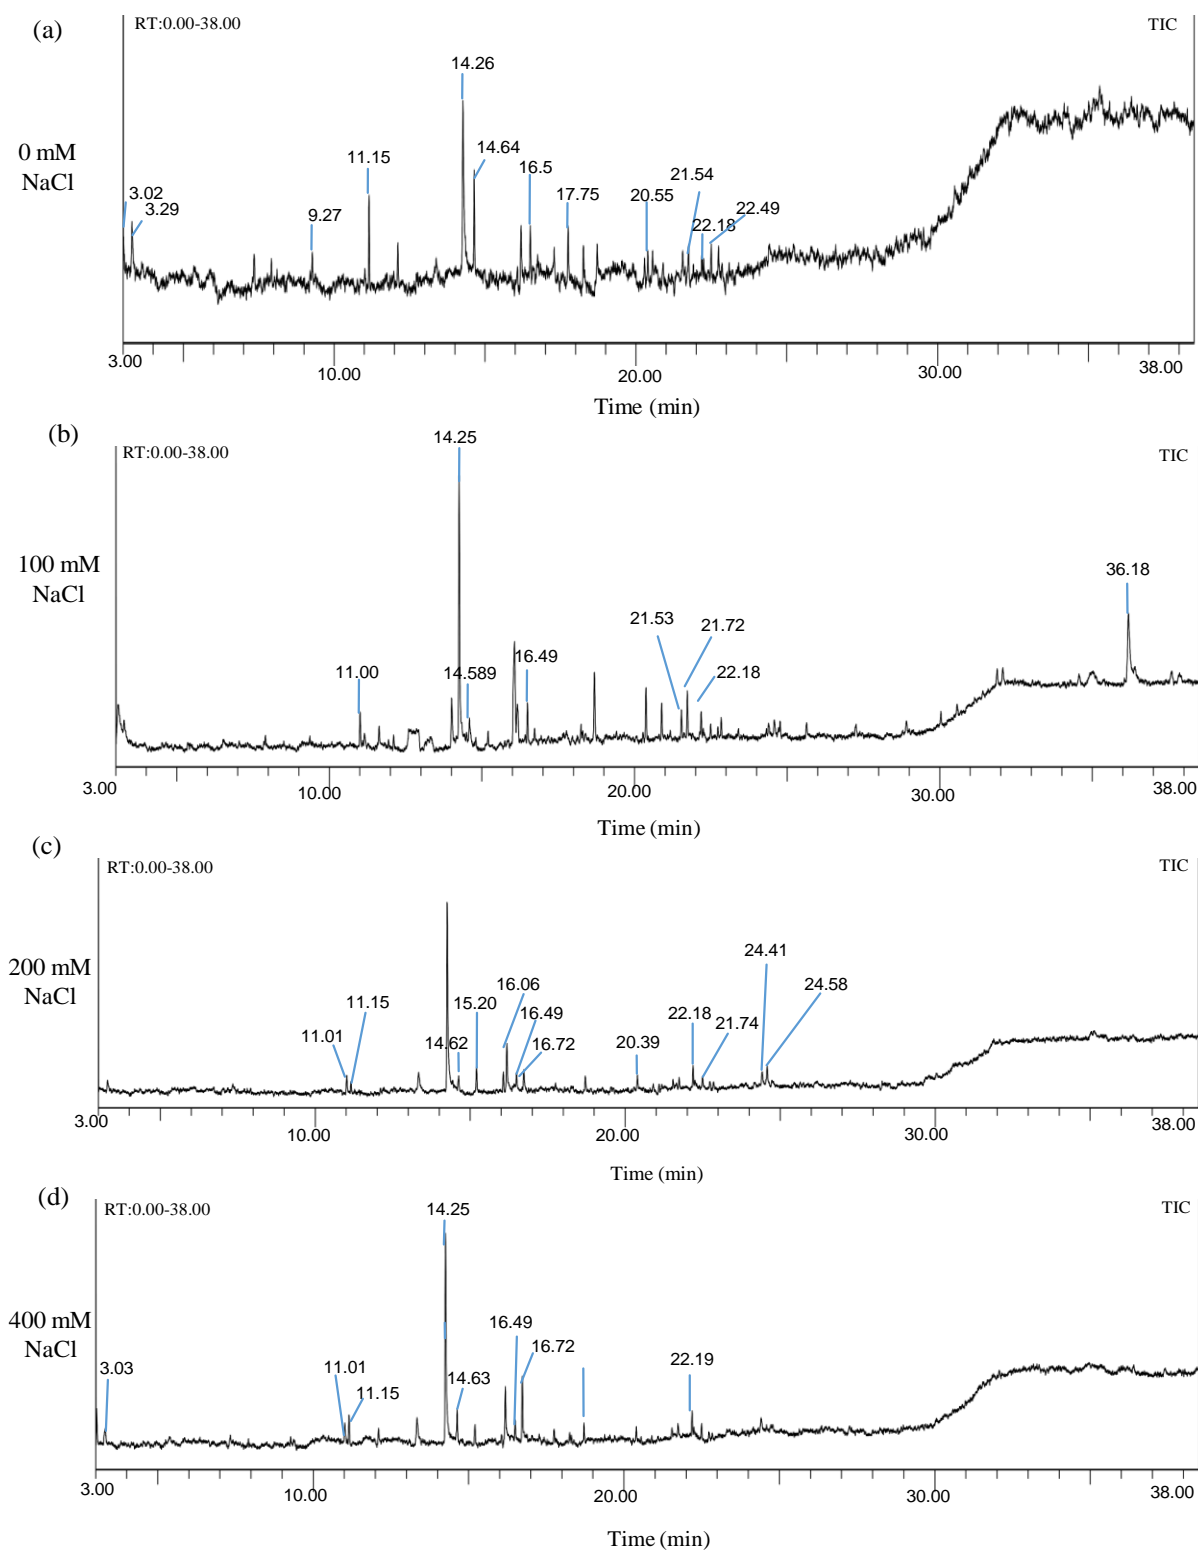 (a)
RT:0.00-38.00
TIC
14.26
0 mM
NaCl
11.15
14.64
16.5
21.54
3.02
3.29
9.27
17.75
20.55
22.18
22.49
3.00
10.00
20.00
30.00
38.00
Time (min)
(b)
RT:0.00-38.00
14.25
TIC
100 mM
NaCl
36.18
21.53
21.72
11.00
14.589
16.49
22.18
3.00
10.00
20.00
30.00
38.00
Time (min)
(c)
RT:0.00-38.00
TIC
200 mM
NaCl
24.41
11.15
15.20
16.06
24.58
11.01
14.62
16.49
16.72
20.39
22.18
21.74
3.00
10.00
20.00
30.00
38.00
Time (min)
(d)
RT:0.00-38.00
14.25
TIC
400 mM
NaCl
16.49
16.72
3.03
11.01
11.15
14.63
22.19
3.00
10.00
20.00
30.00
38.00
Time (min)